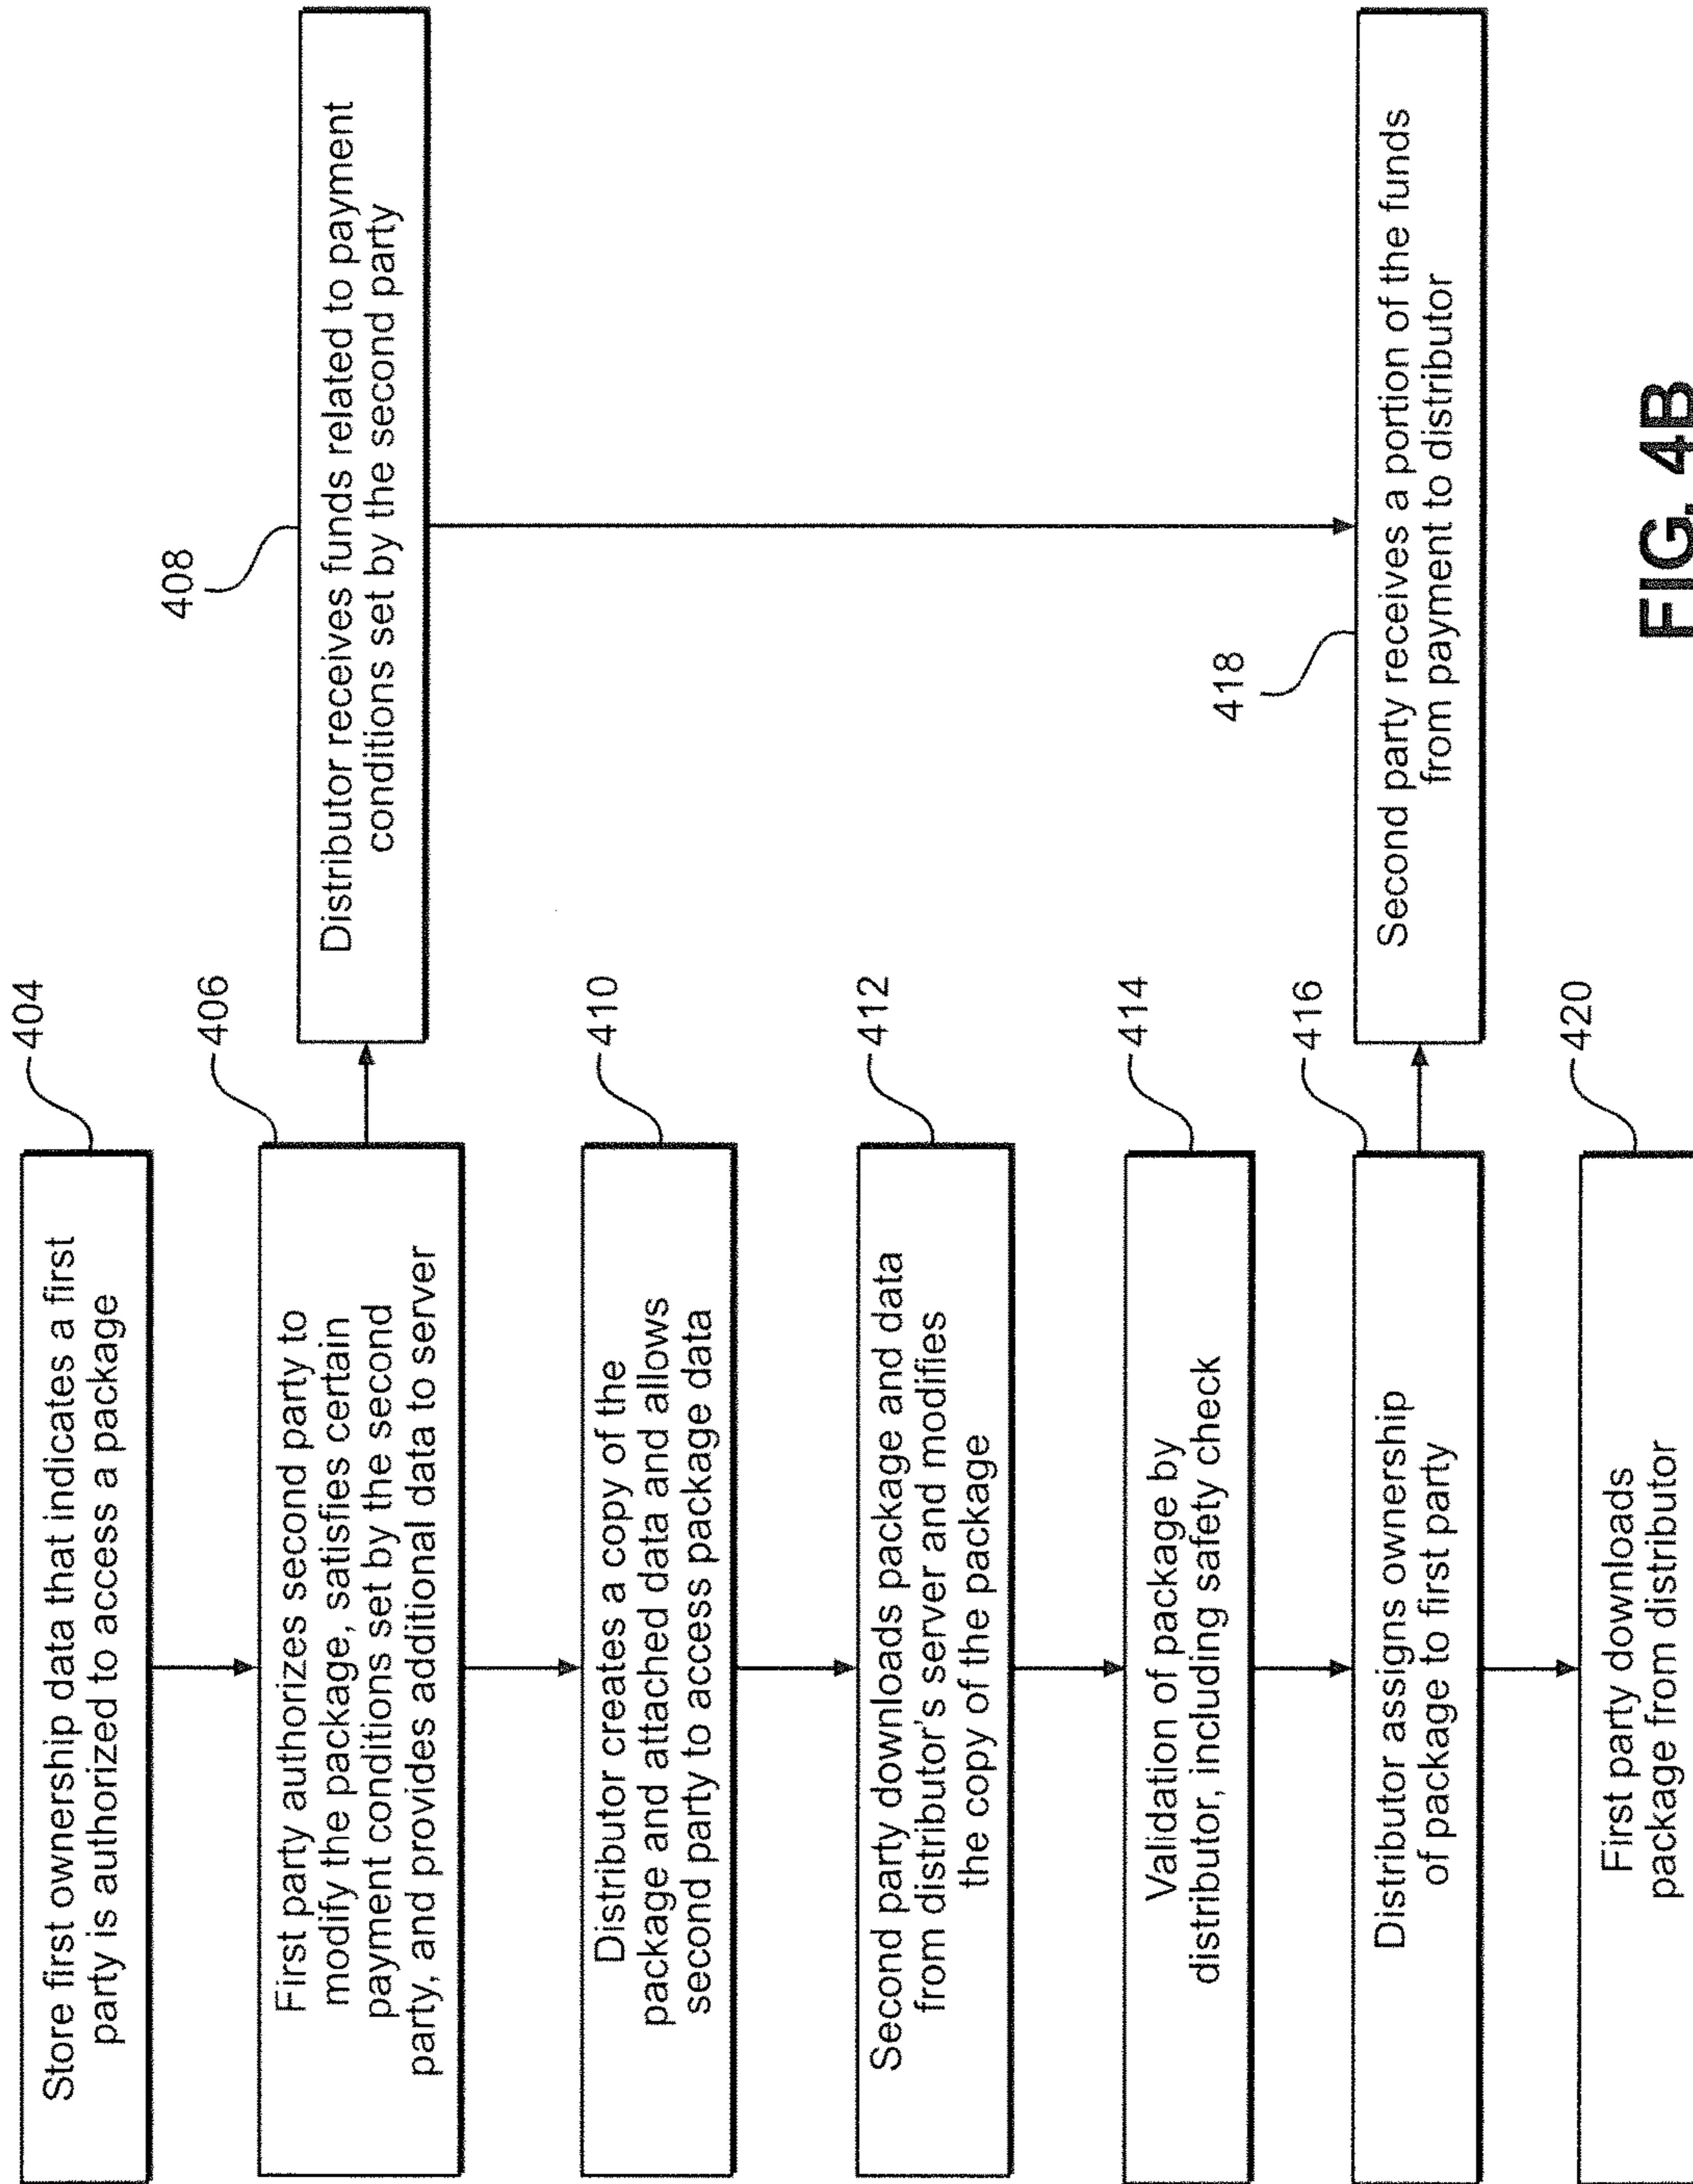 404
Store first ownership data that indicates a first
party is authorized to access a package
406
First party authorizes second party to
modify the package, satisfies certain
payment conditions set by the second
party, and provides additional data to server
408
Distributor receives funds related to payment
conditions set by the second party
410
Distributor creates a copy of the
package and attached data and allows
second party to access package data
412
Second party downloads package and data
from distributor's server and modifies
the copy of the package
414
Validation of package by
distributor, including safety check
416
Distributor assigns ownership
of package to first party
418
Second party receives a portion of the funds
from payment to distributor
420
First party downloads
package from distributor
FIG. 4B